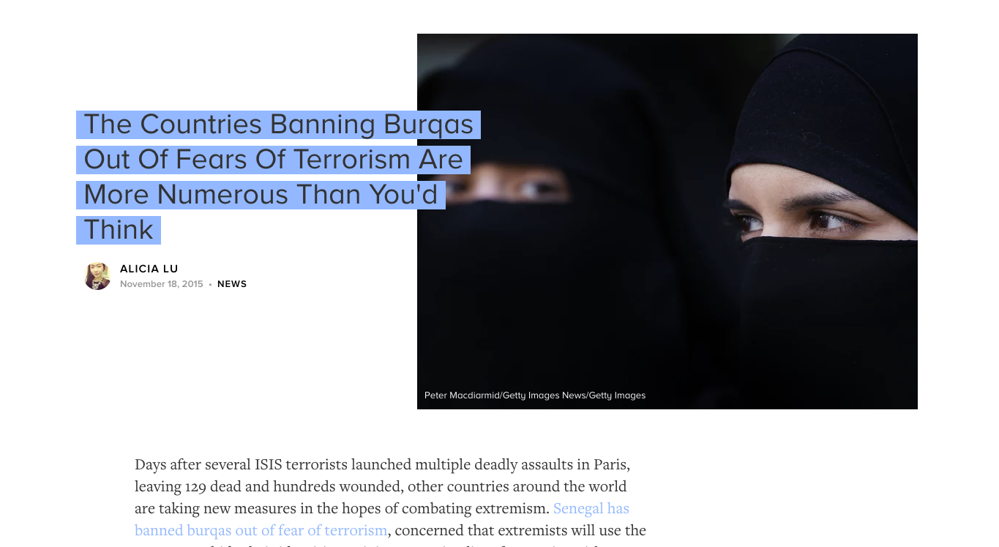 The Countries Banning Burqas
Out Of Fears Of Terrorism Are
More Numerous Than You'd
Think
ALICIA LU
November 18, 2015 • NEWS
Peter Macdiarmid/Getty Images News/Getty Images
Days after several ISIS terrorists launched multiple deadly assaults in Paris,
leaving 129 dead and hundreds wounded, other countries around the world
are taking new measures in the hopes of combating extremism. Senegal has
banned burqas out of fear of terrorism, concerned that extremists will use the